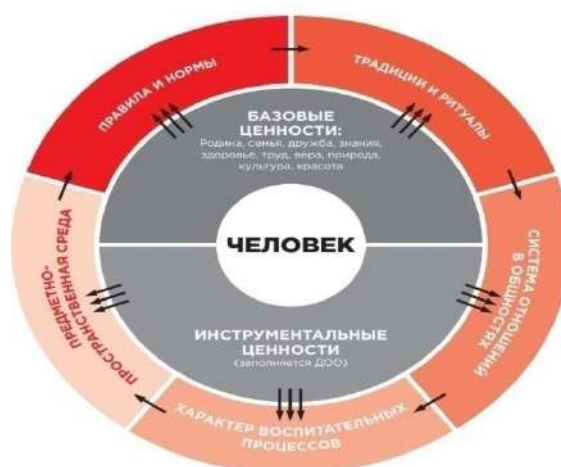 ПРАВИЛА И НОРМЫ
ТРАДИЦИИ И РИТУАЛЫ
БАЗОВЫЕ
ЦЕННОСТИ:
Родина, семья, дружба, знания,
здоровье, труд, вера, природа,
культура, красота
ЧЕЛОВЕК
ПРЕДМЕТНО-
ПРОСТРАНСТВЕННАЯ СРЕДА
СИСТЕМА ОТНОШЕНИЙ
В ОБЩНОСТЯХ
ИНСТРУМЕНТАЛЬНЫЕ
ЦЕННОСТИ
(заполняется ДОО)
ХАРАКТЕР ВОСПИТАТЕЛЬНЫХ
ПРОЦЕССОВ